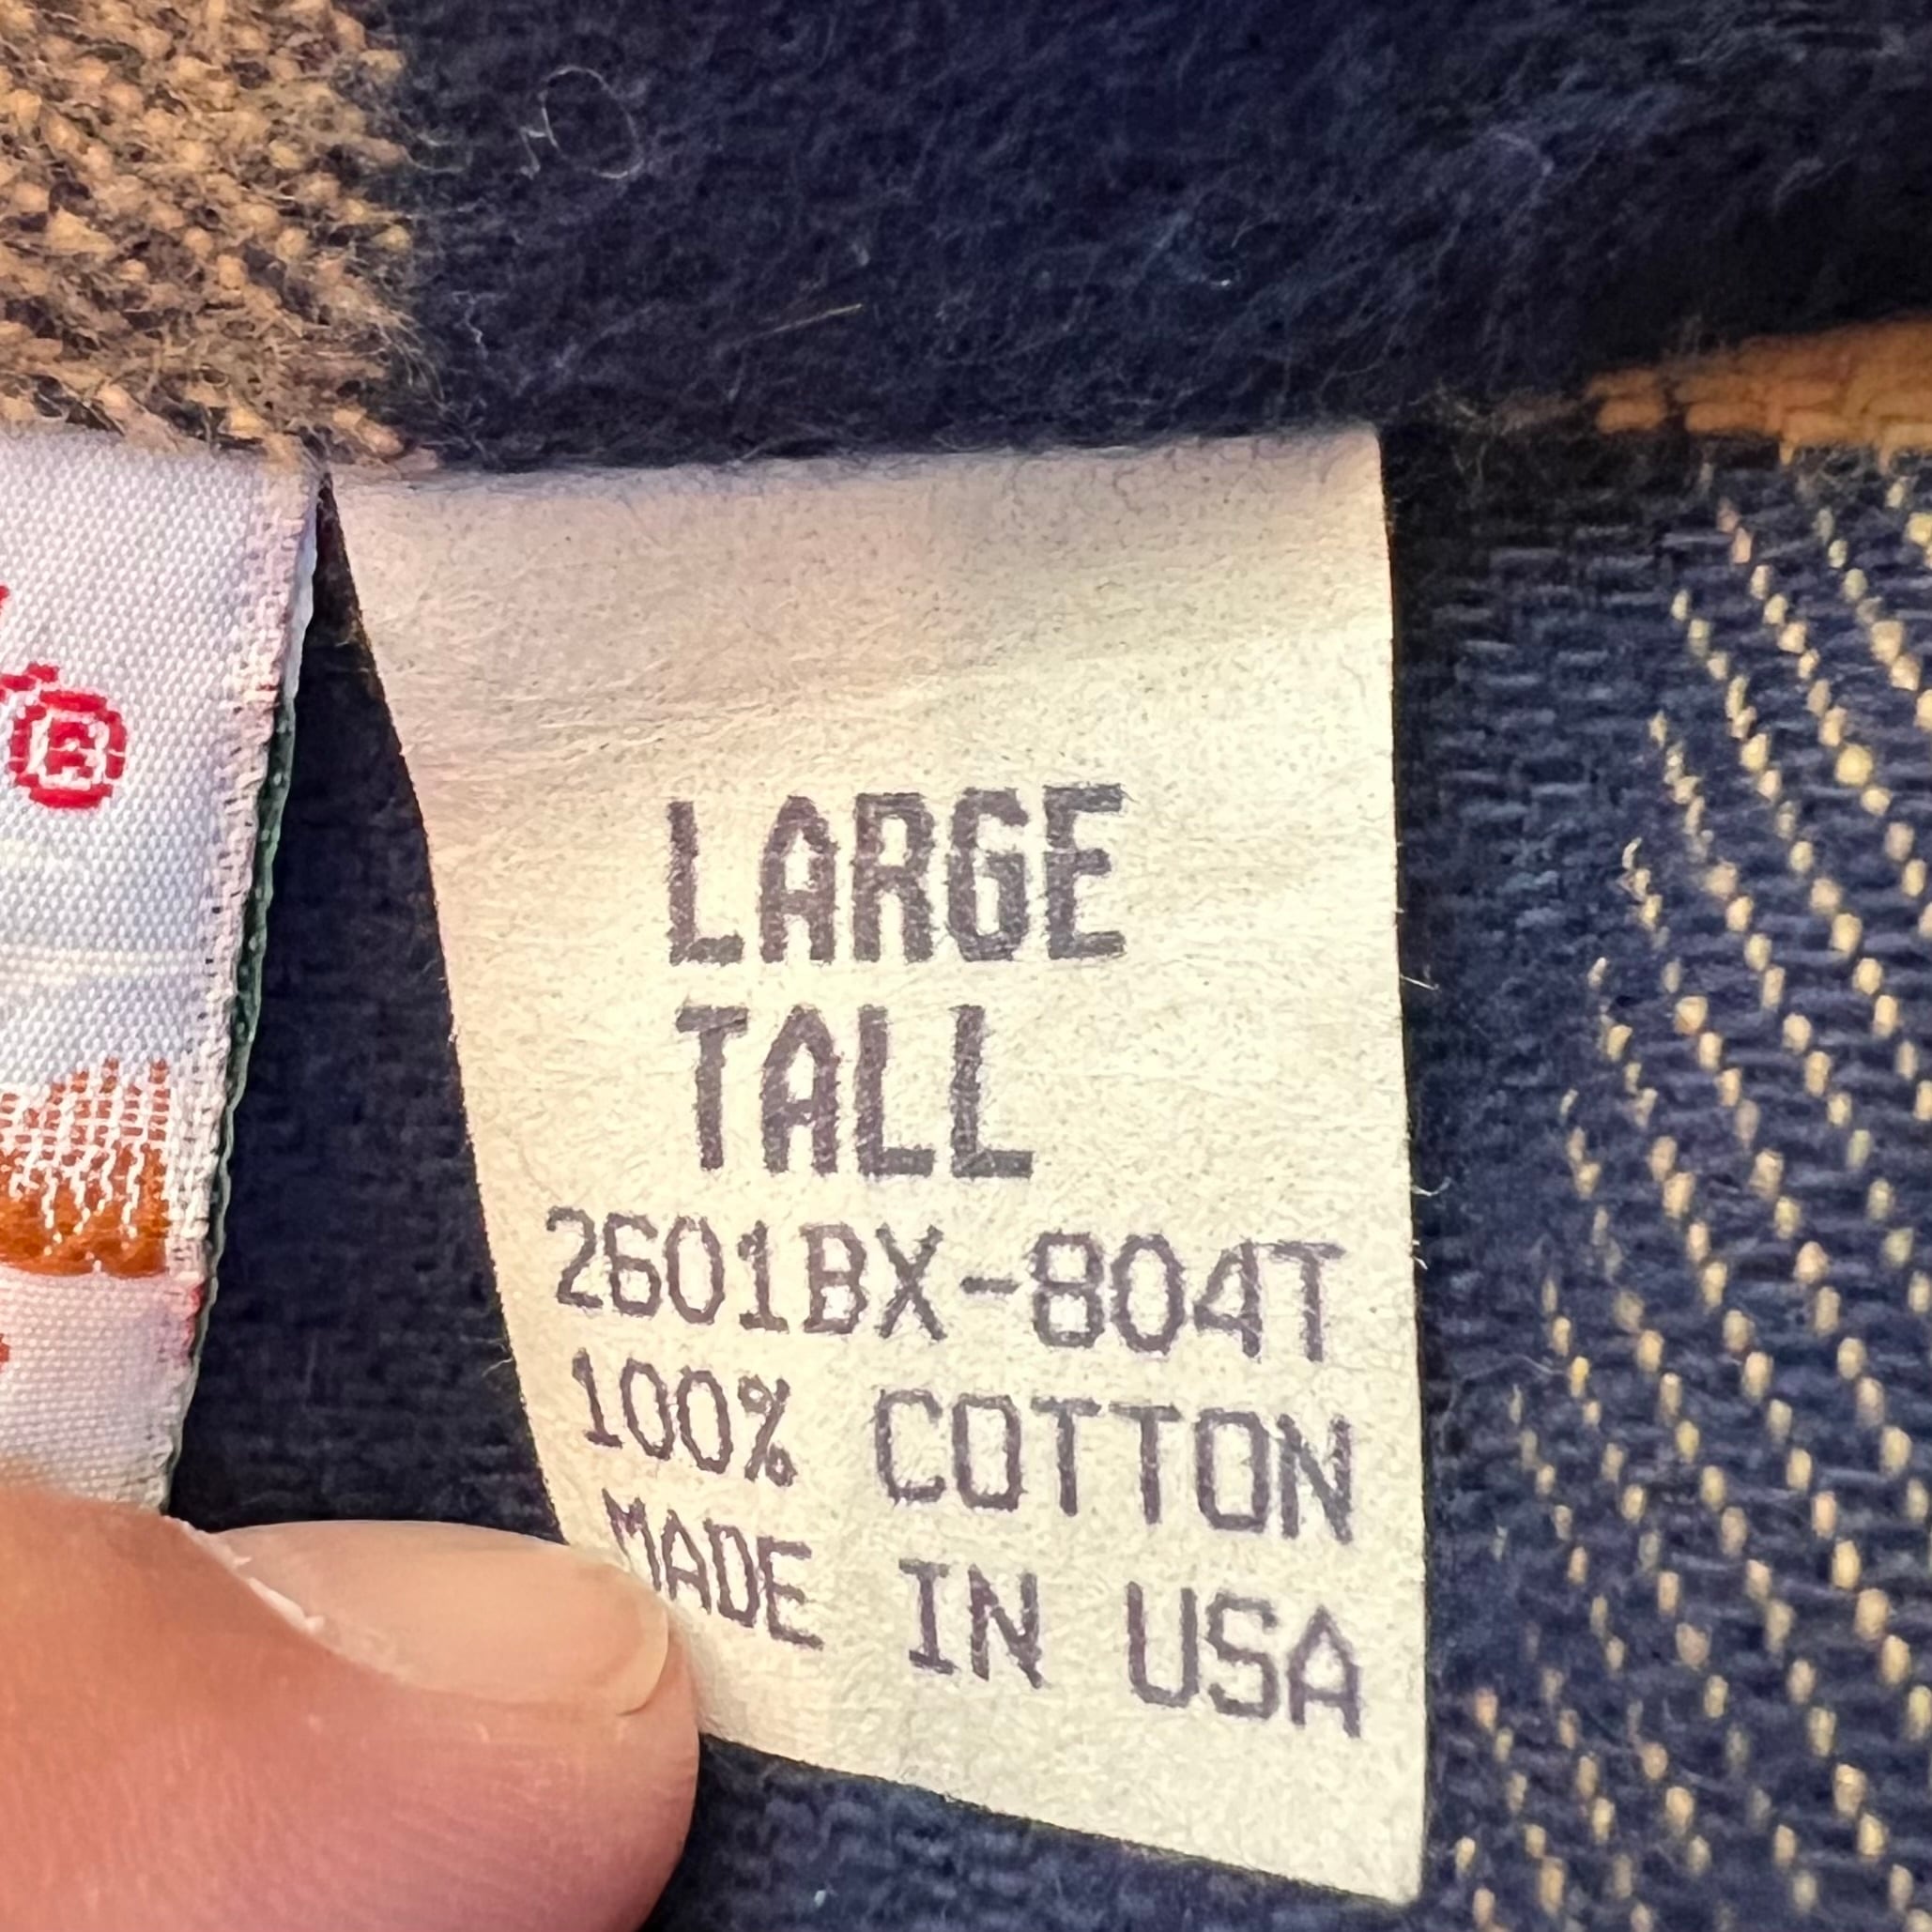 ®
LARGE
TALL
2601BX-804T
100% COTTON
MADE IN USA